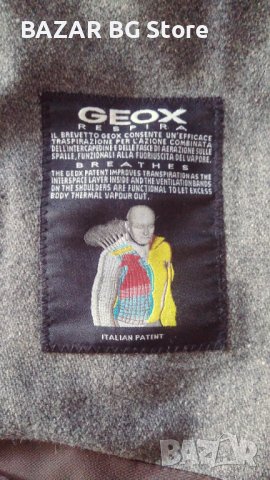 BAZAR BG Store
GEOX
RESPIRA
IL BREVETTO GEOX CONSENTE UN'EFFICACE
TRASPIRAZIONE PER L'AZIONE COMBINATA
DELL'INTERCAPEDINE E DELLE FASCE DI AERAZIONE SULLE
SPALLE, FUNZIONALI ALLA FUORIUSCITA DEL VAPORE.
BREATHES
THE GEOX PATENT IMPROVES TRANSPIRATION AS THE
INTERSPACE LAYER INSIDE AND THE VENTILATION BANDS
ON THE SHOULDERS ARE FUNCTIONAL TO LET EXCESS
BODY THERMAL VAPOUR OUT.
ITALIAN PATENT
BAZAR